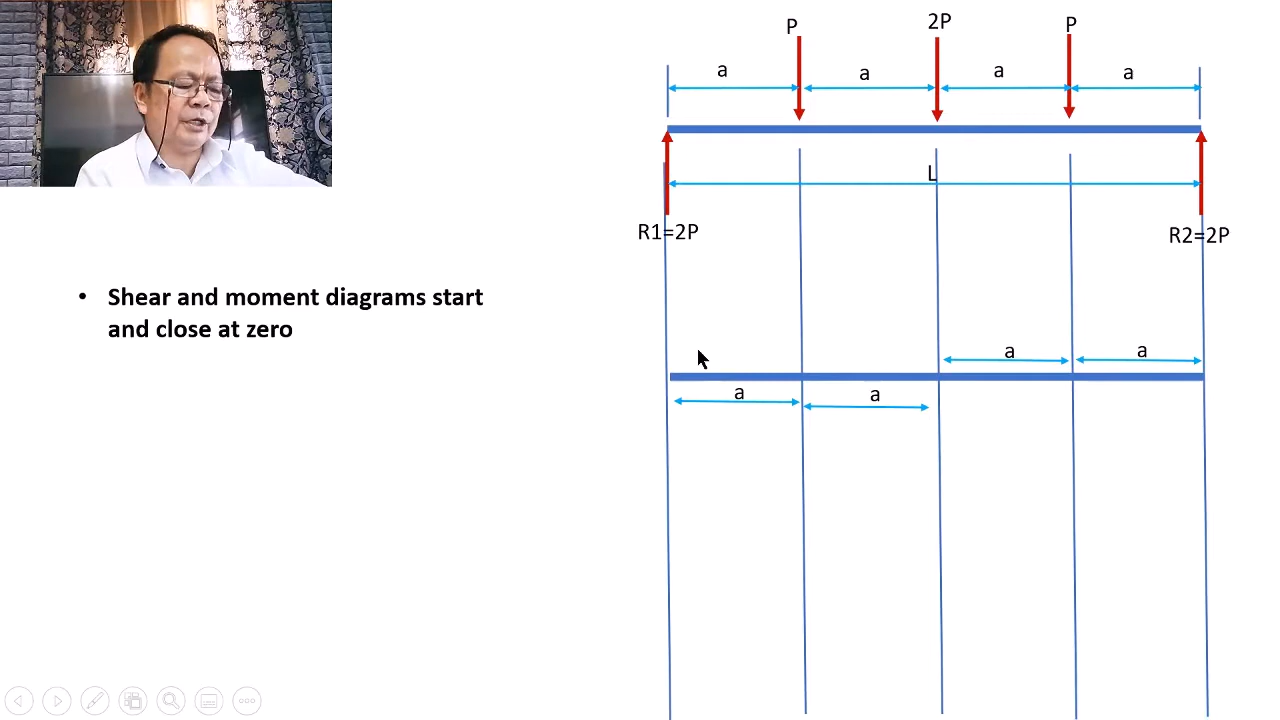 P
2P
P
a
a
a
a
L
R1=2P
R2=2P
• Shear and moment diagrams start
and close at zero
a
a
a
a